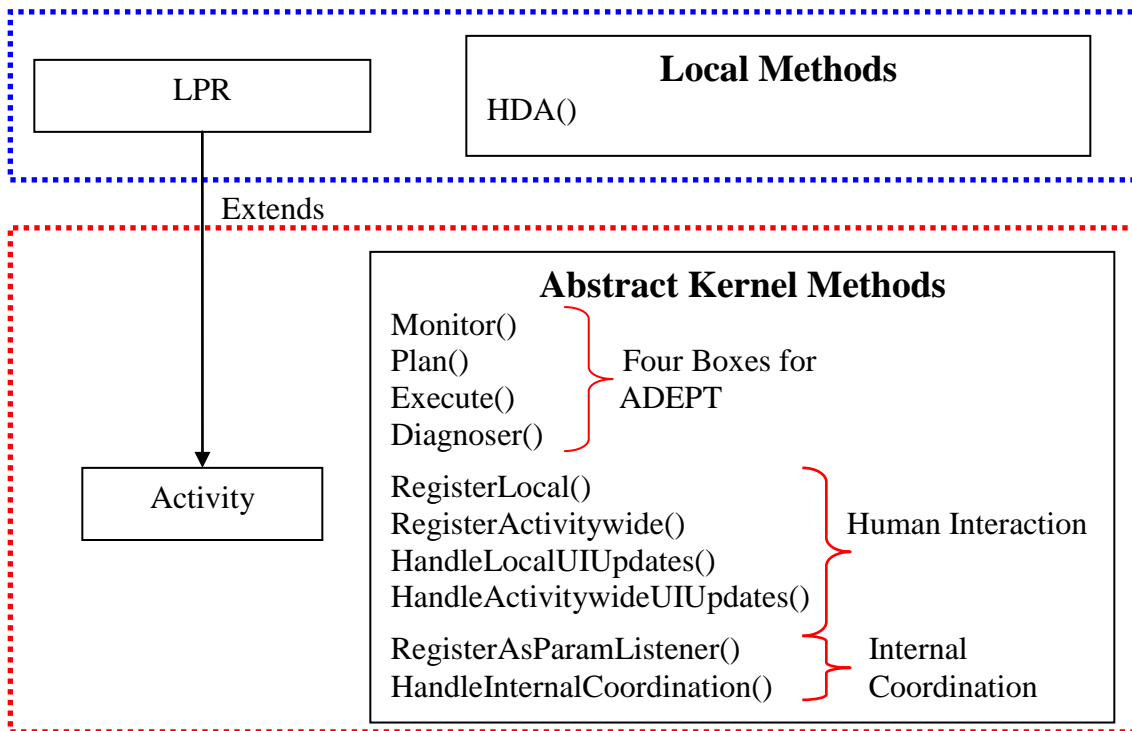 LPR
Local Methods
HDA()
Extends
Abstract Kernel Methods
Monitor()
Plan()
Execute()
Diagnoser()
Four Boxes for
ADEPT
Activity
RegisterLocal()
RegisterActivitywide()
HandleLocalUIUpdates()
HandleActivitywideUIUpdates()
Human Interaction
RegisterAsParamListener()
HandleInternalCoordination()
Internal
Coordination